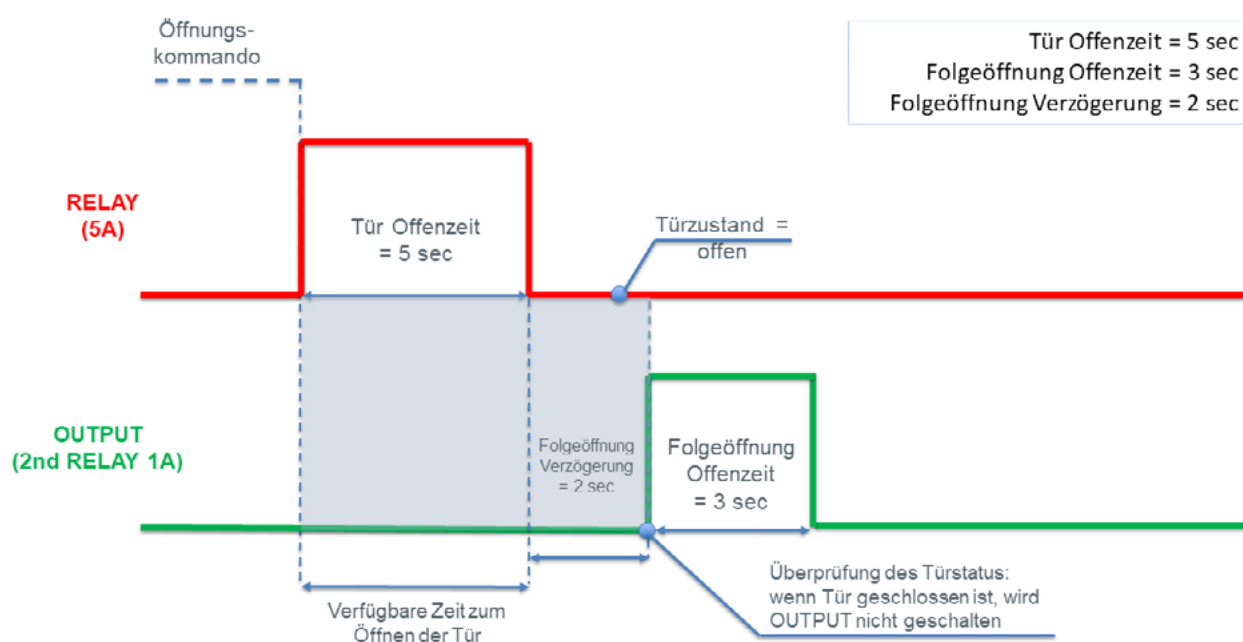 Öffnungs-
kommando
Tür Offenzeit = 5 sec
Folgeöffnung Offenzeit = 3 sec
Folgeöffnung Verzögerung = 2 sec
RELAY
(5A)
Tür Offenzeit
= 5 sec
Türzustand =
offen
OUTPUT
(2nd RELAY 1A)
Folgeöffnung
Verzögerung
= 2 sec
Folgeöffnung
Offenzeit
= 3 sec
Verfügbare Zeit zum
Öffnen der Tür
Überprüfung des Türstatus:
wenn Tür geschlossen ist, wird
OUTPUT nicht geschalten